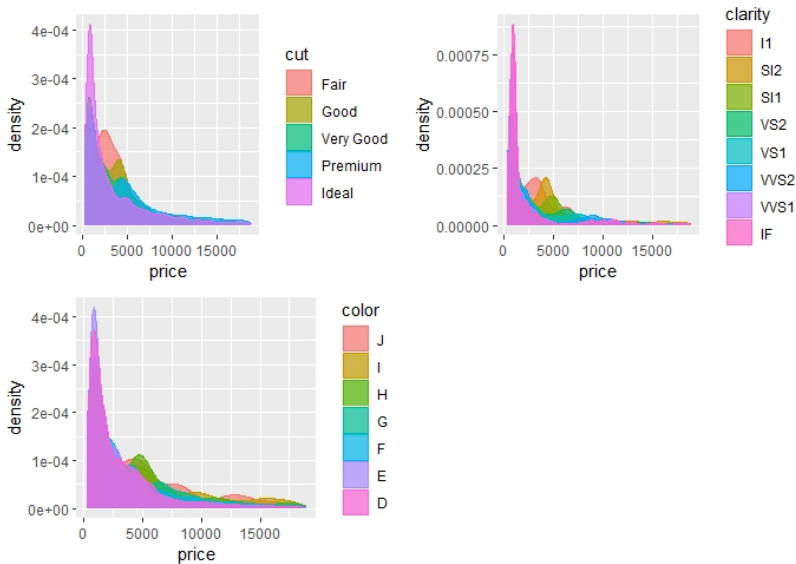 cut
4e-04
3e-04
2e-04
1e-04
0e+00
density
0
5000
10000
15000
price
Fair
Good
Very Good
Premium
Ideal
clarity
0.00075
0.00050
0.00025
0.00000
density
0
5000
10000
15000
price
I1
SI2
SI1
VS2
VS1
VVS2
VVS1
IF
color
4e-04
3e-04
2e-04
1e-04
0e+00
density
0
5000
10000
15000
price
J
I
H
G
F
E
D